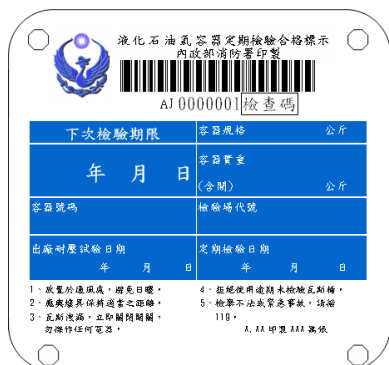 液化石油氣容器定期檢驗合格標示
內政部消防署印製
AJ 0000001 檢查碼
下次檢驗期限
年 月 日
容器規格 公斤
容器實重
(含閥) 公斤
容器號碼
檢驗場代號
出廠耐壓試驗日期
年 月 日
定期檢驗日期
年 月 日
1、放置於通風處,避免日曬。
2、應與爐具保持適當之距離。
3、瓦斯洩漏,立即關閉開關,
勿操作任何電器。
4、拒絕使用逾期未檢驗瓦斯桶。
5、檢舉不法或緊急事故,請撥
119。
A.AA 印製 AAA 萬張